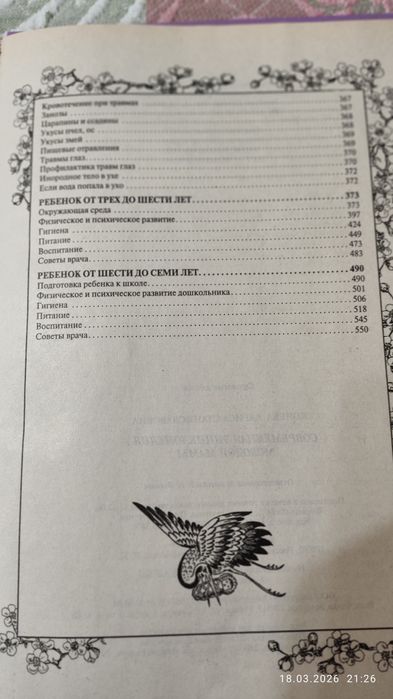 Кровотечение при травмах 367
Занозы 367
Царапины и ссадины 368
Укусы пчел, ос 368
Укусы змей 369
Пищевые отравления 369
Травмы глаз 370
Профилактика травм глаз 370
Инородное тело в ухе 372
Если вода попала в ухо 372
РЕБЕНОК ОТ ТРЕХ ДО ШЕСТИ ЛЕТ 373
Окружающая среда 373
Физическое и психическое развитие 397
Гигиена 424
Питание 449
Воспитание 473
Советы врача 483
РЕБЕНОК ОТ ШЕСТИ ДО СЕМИ ЛЕТ 490
Подготовка ребенка к школе 490
Физическое и психическое развитие дошкольника 501
Гигиена 506
Питание 518
Воспитание 545
Советы врача 550
18.03.2026 21:26